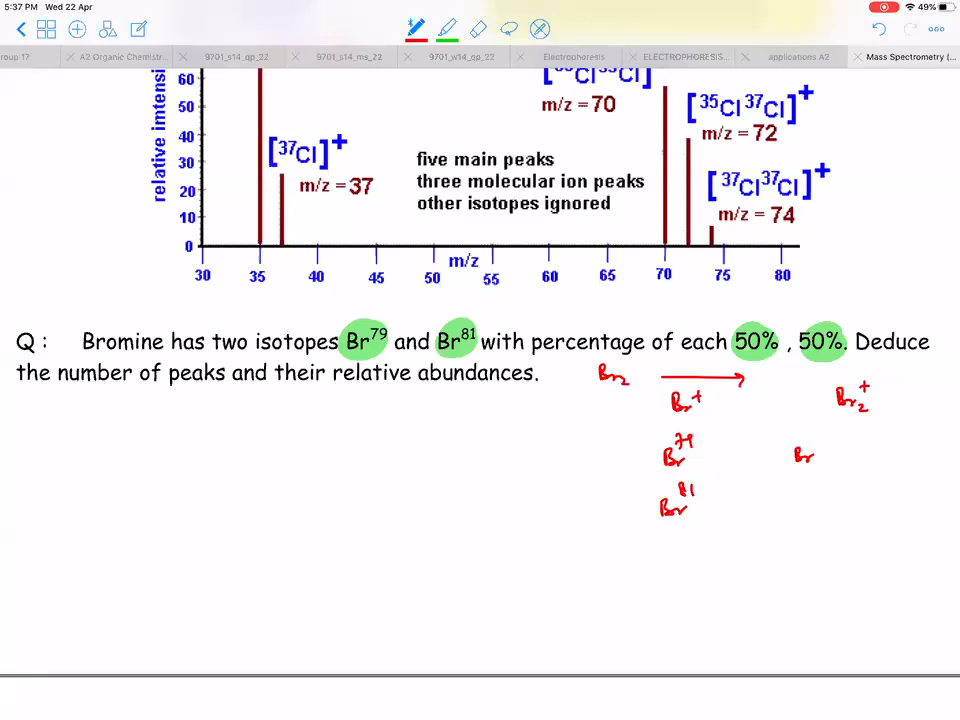 5:37 PM Wed 22 Apr
49%
A2 Organic Chemistr...
9701_s14_qp_22
9701_s14_ms_22
9701_w14_qp_22
Electrophoresis
ELECTROPHORESIS...
applications A2
Mass Spectrometry (...
relative imtensi
60
50
40
30
20
10
0
m/z = 70
[³⁵Cl ³⁷Cl]⁺
m/z = 72
[³⁷Cl]⁺
m/z = 37
five main peaks
three molecular ion peaks
other isotopes ignored
[³⁷Cl³⁷Cl]⁺
m/z = 74
30 35 40 45 50 m/z 55 60 65 70 75 80
Q : Bromine has two isotopes Br⁷⁹ and Br⁸¹ with percentage of each 50% , 50%. Deduce
the number of peaks and their relative abundances.
Br₂ →
Br⁺ Br₂⁺
Br⁷⁹ Br
Br⁸¹